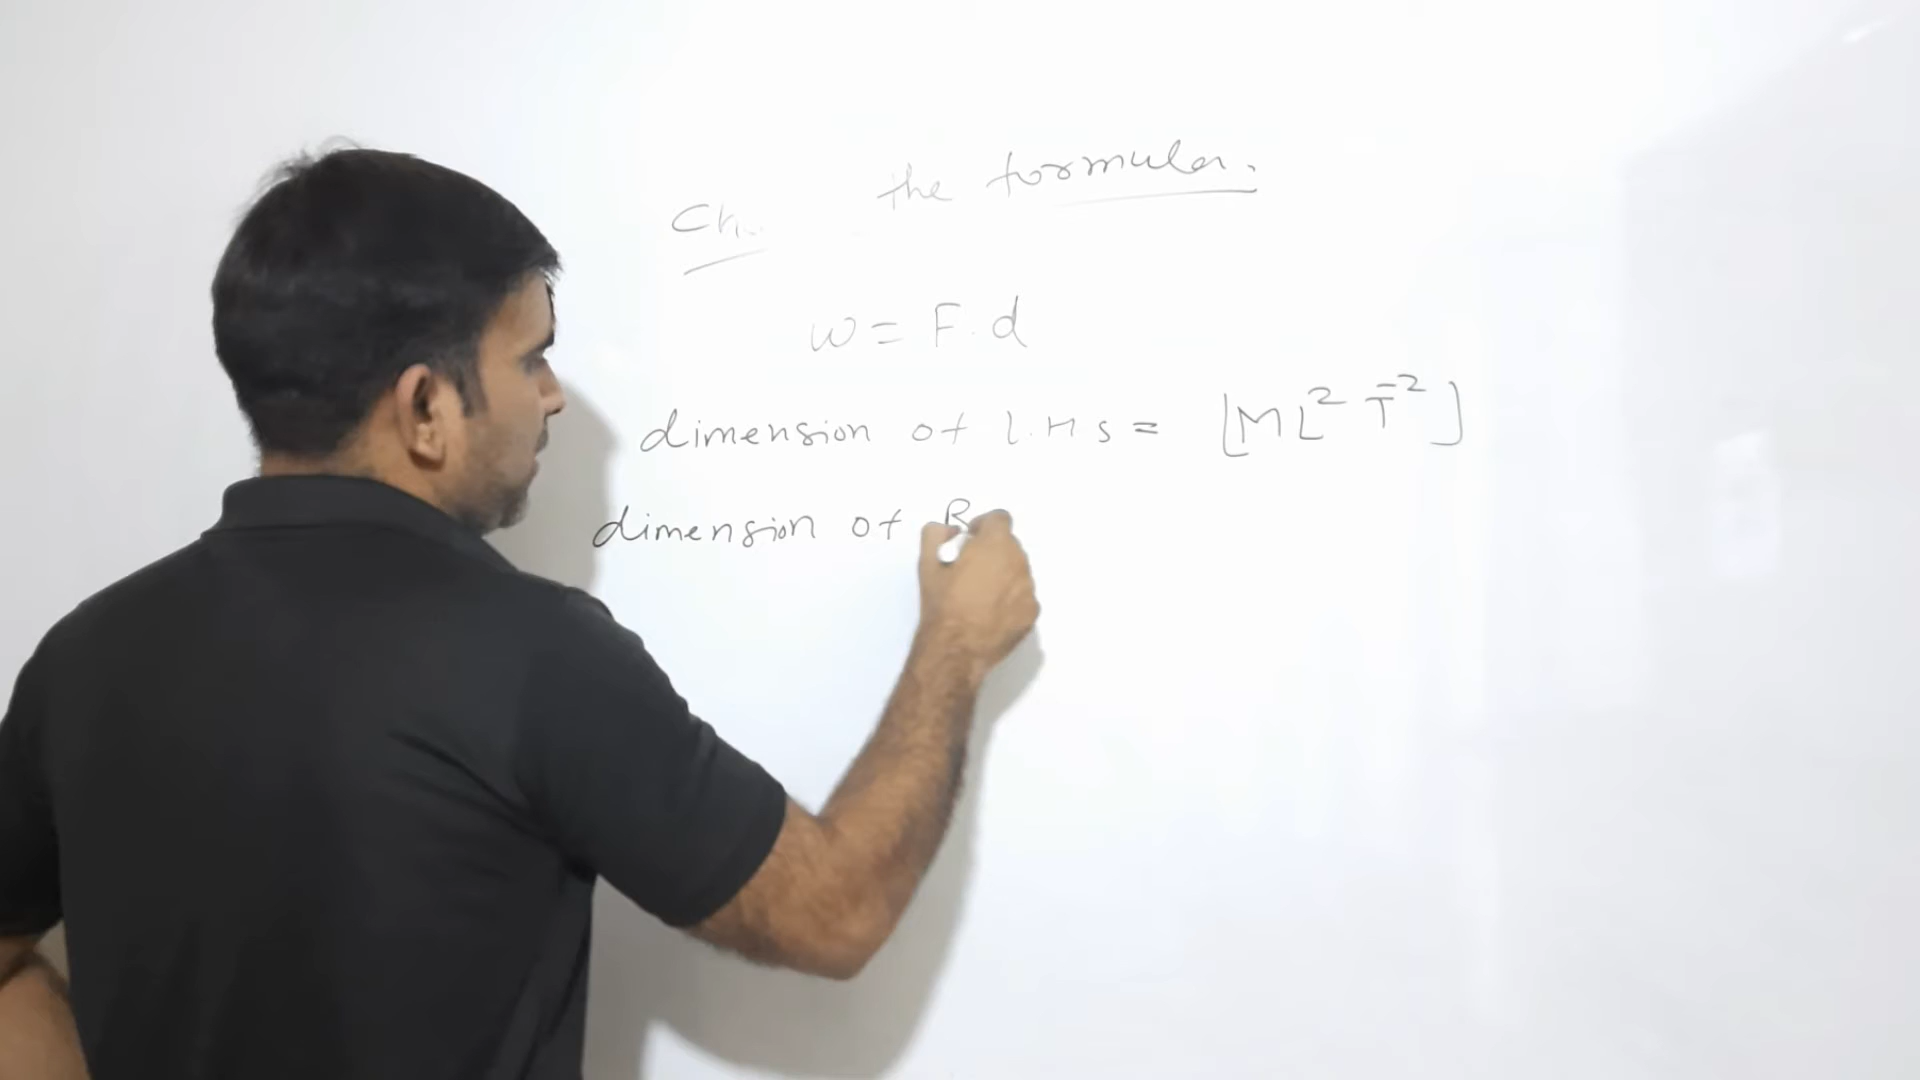 the formula.
w = F.d
dimension of L.H S = [ML² T⁻²]
dimension of R